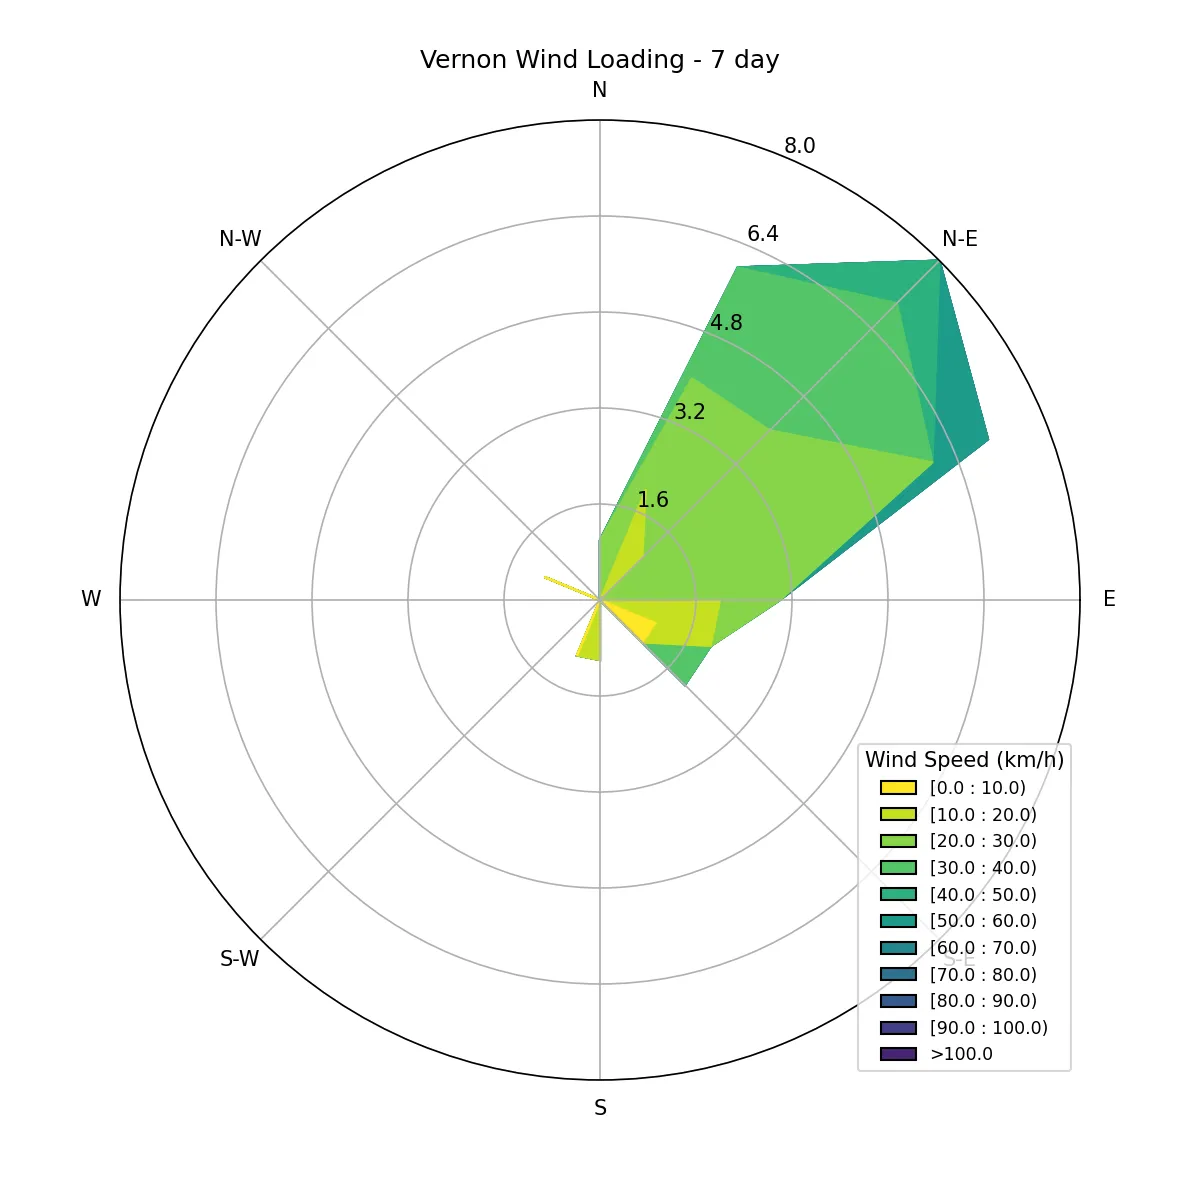 Vernon Wind Loading - 7 day
N
8.0
6.4
N-W
N-E
4.8
3.2
1.6
W
E
Wind Speed (km/h)
[0.0 : 10.0)
[10.0 : 20.0)
[20.0 : 30.0)
[30.0 : 40.0)
[40.0 : 50.0)
[50.0 : 60.0)
[60.0 : 70.0)
[70.0 : 80.0)
[80.0 : 90.0)
[90.0 : 100.0)
>100.0
S-W
S-E
S